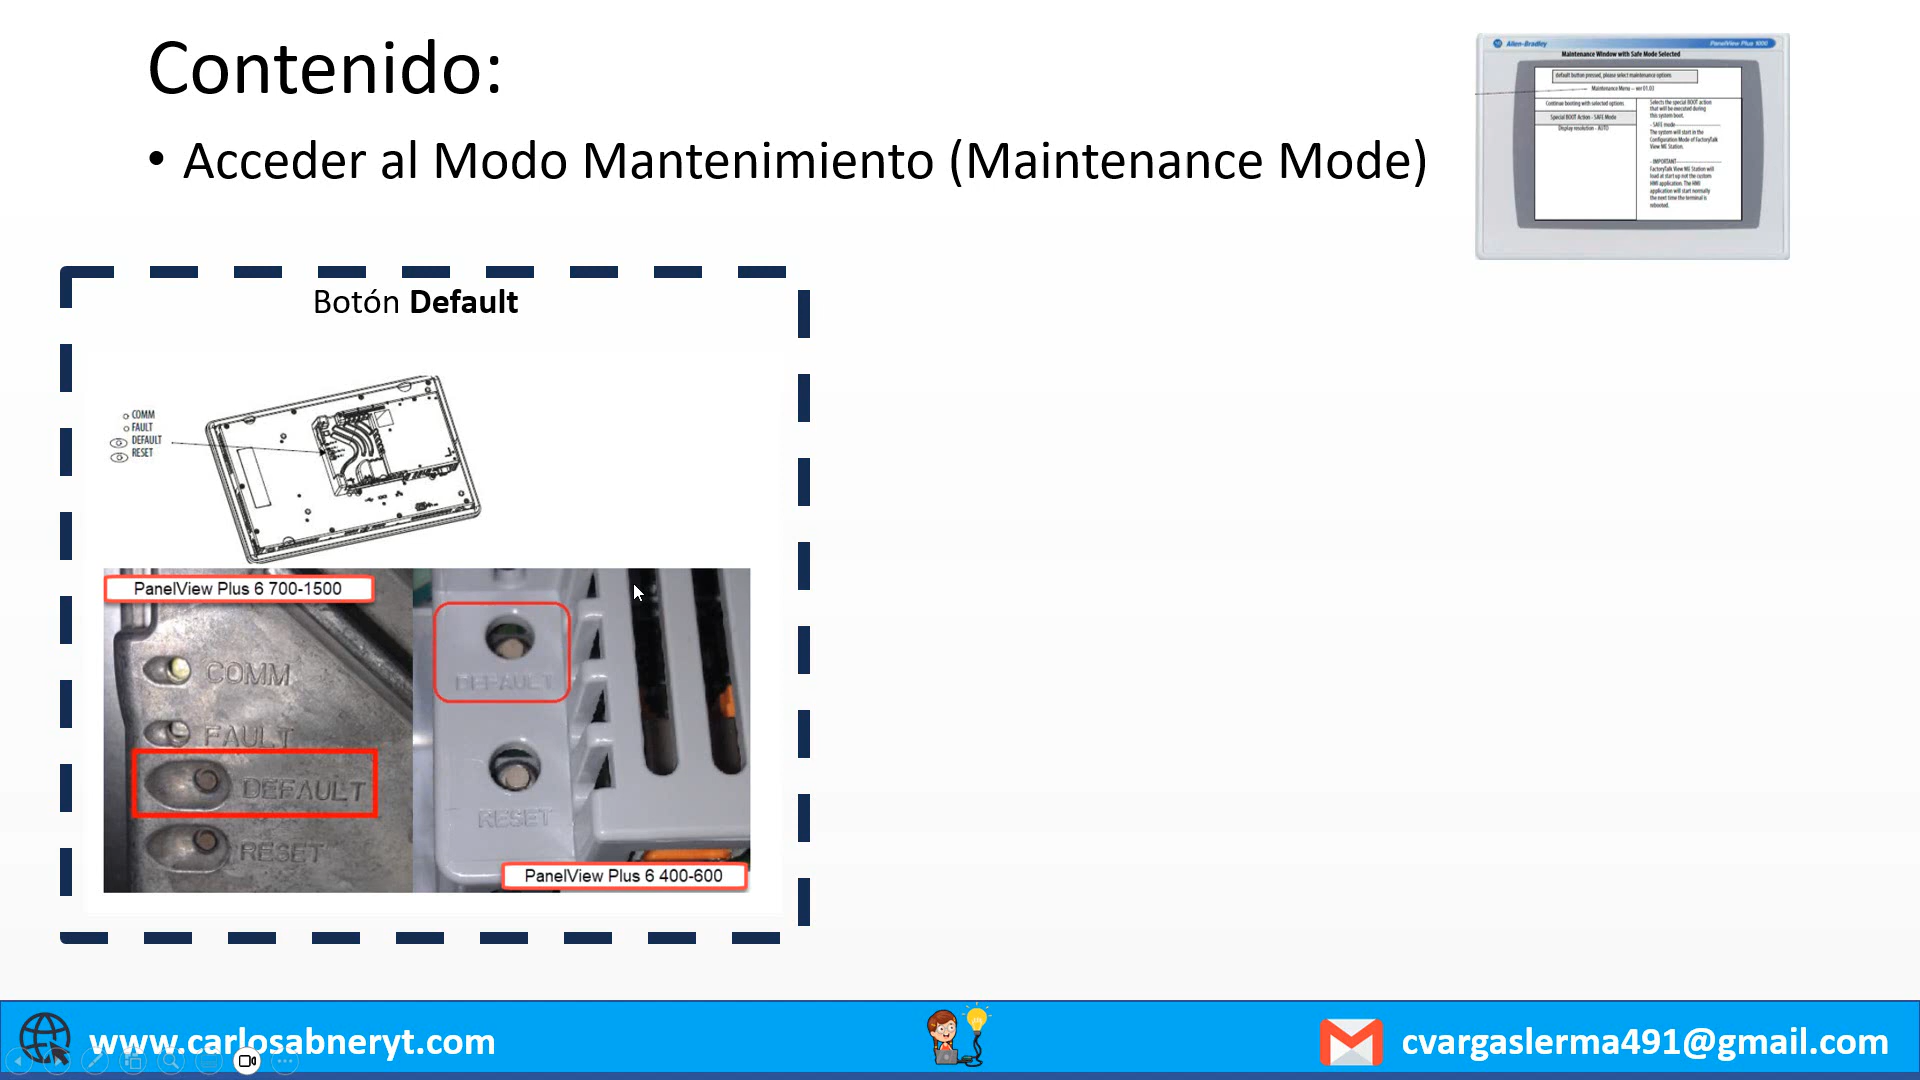 Contenido:
• Acceder al Modo Mantenimiento (Maintenance Mode)
Allen-Bradley
PanelView Plus 1000
Maintenance Window with Safe Mode Selected
default button pressed, please select maintenance options
Maintenance Menu -- ver 01.03
Continue booting with selected options
Special BOOT Action - SAFE Mode
Display resolution - AUTO
Selects the special BOOT action
that will be executed during
this system boot.
- SAFE mode
The system will start in the
Configuration Mode of FactoryTalk
View ME Station.
- IMPORTANT
FactoryTalk View ME Station will
load at start up not the custom
HMI application. The HMI
application will start normally
the next time the terminal is
rebooted.
Botón Default
COMM
FAULT
DEFAULT
RESET
PanelView Plus 6 700-1500
COMM
FAULT
DEFAULT
RESET
DEFAULT
RESET
PanelView Plus 6 400-600
www.carlosabneryt.com
cvargaslerma491@gmail.com